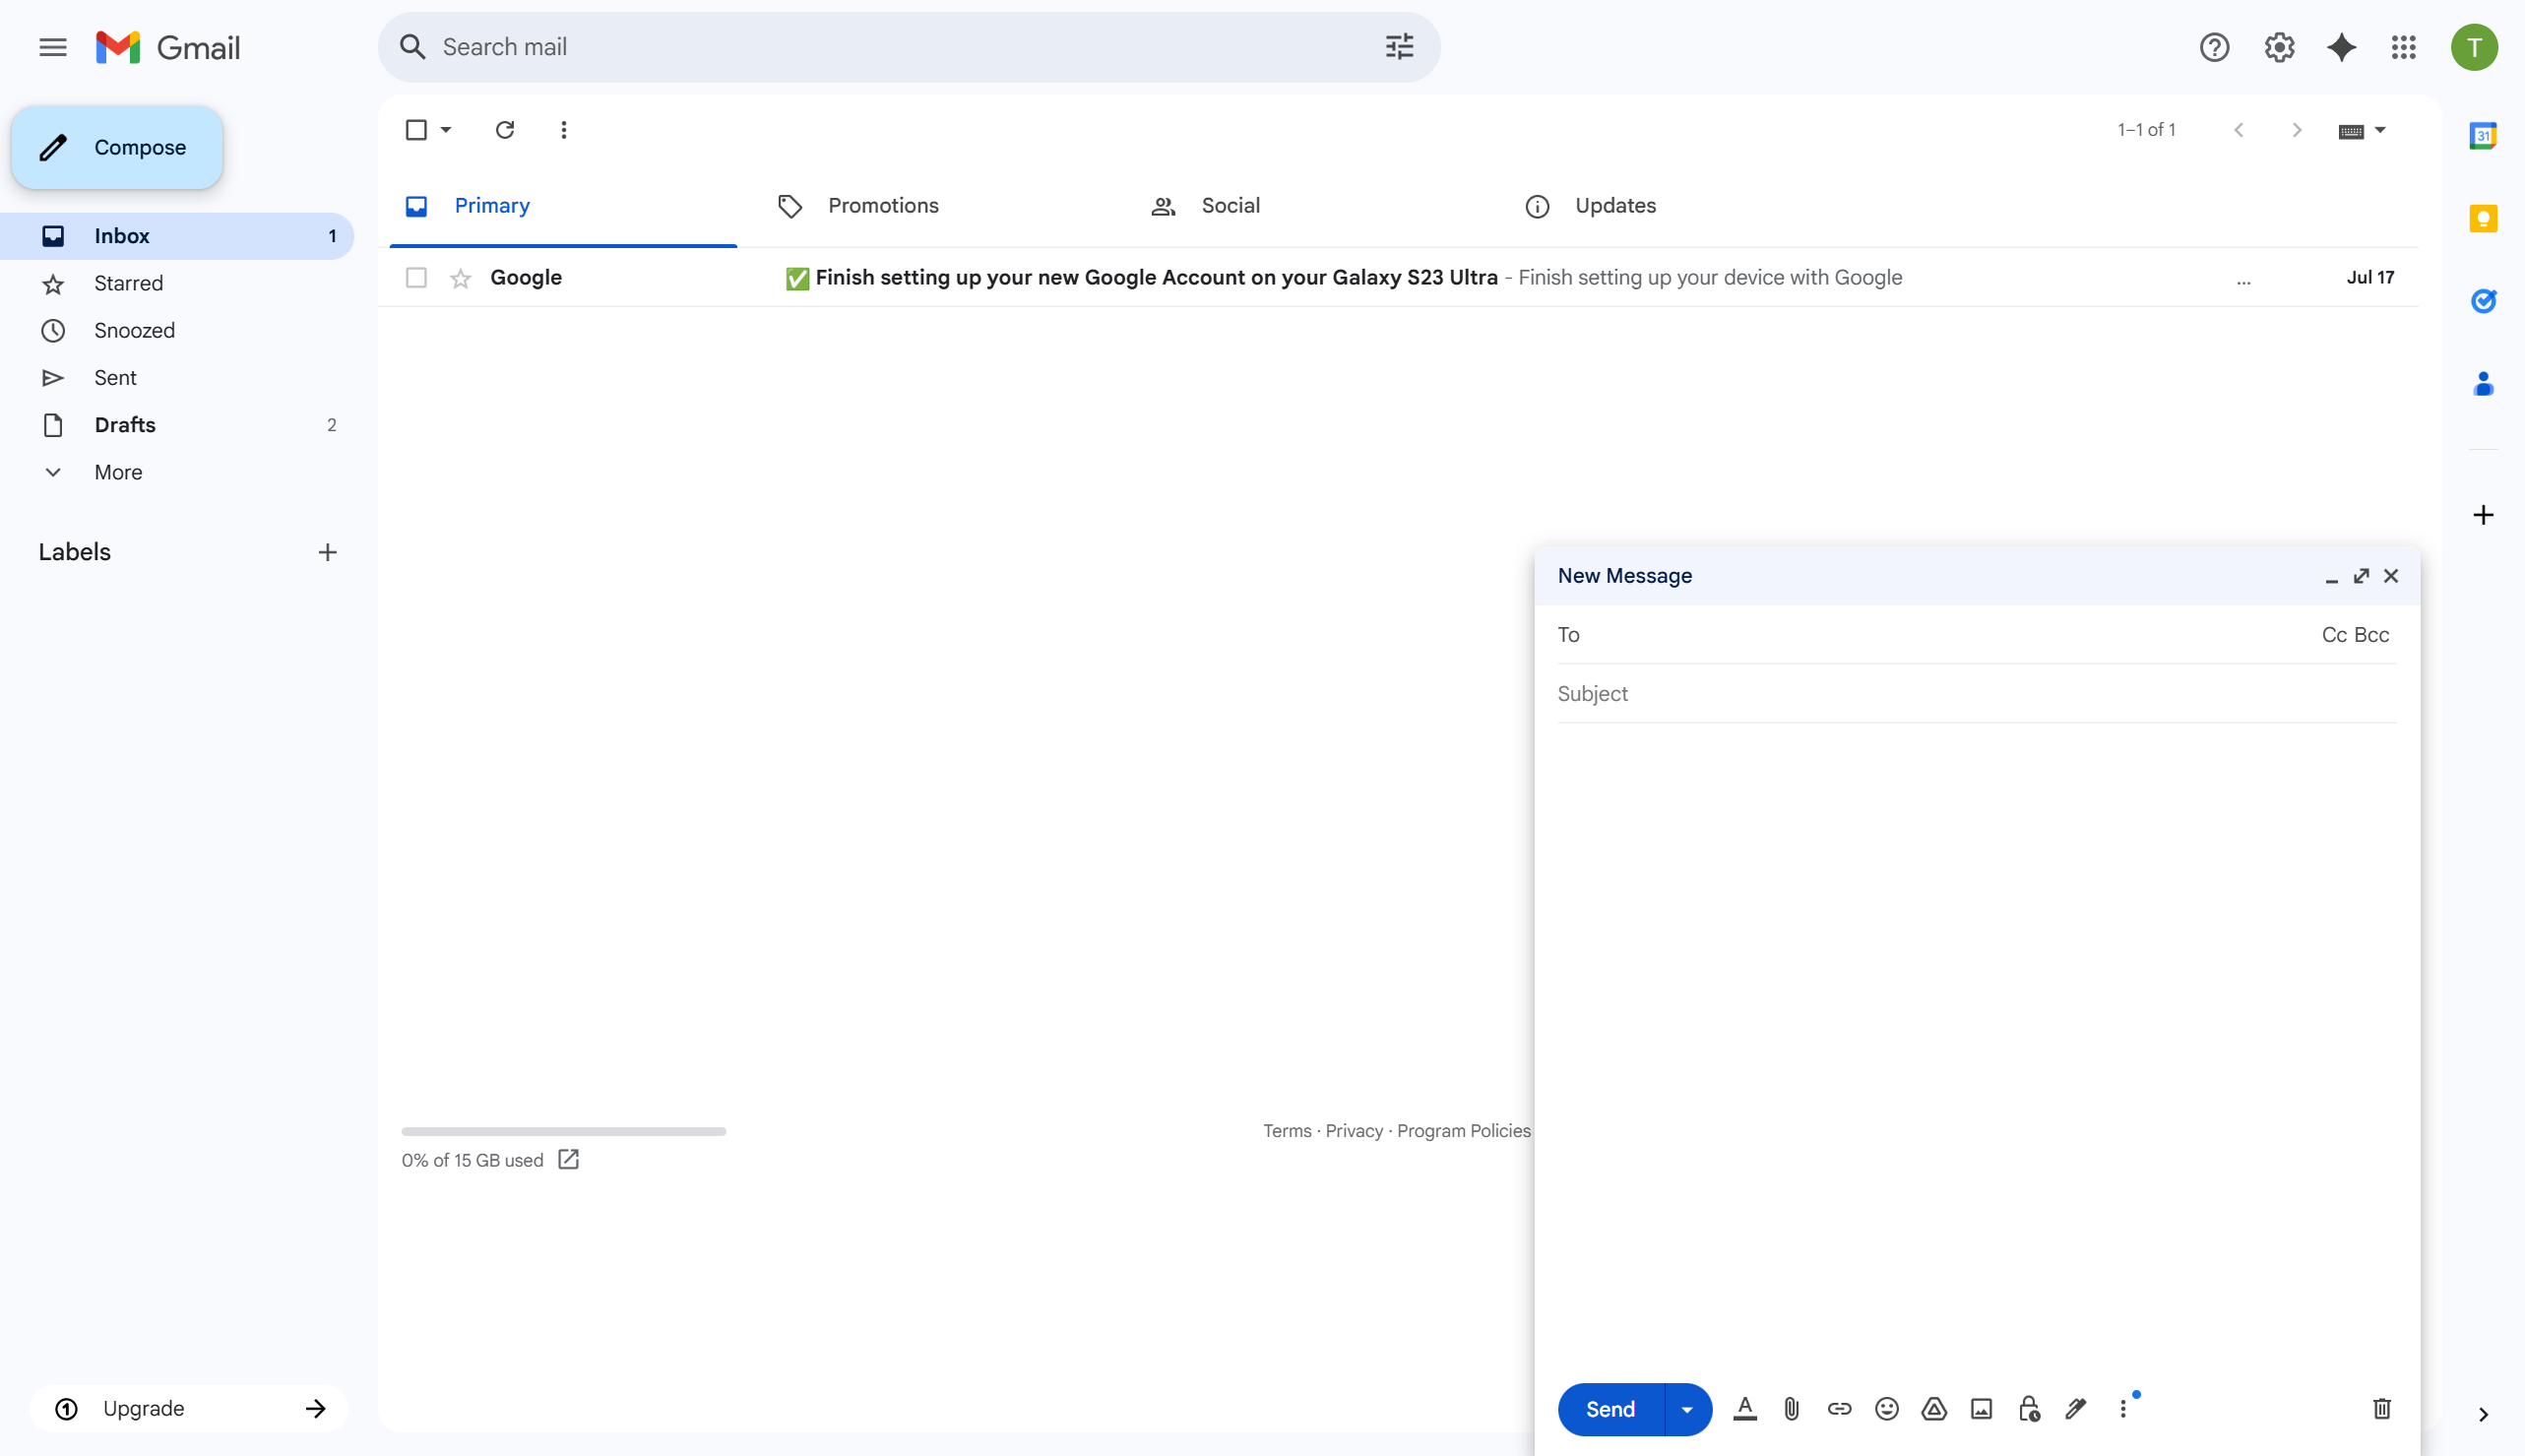 Gmail
Search mail
T
Compose
1–1 of 1
31
Primary
Promotions
Social
Updates
Inbox 1
Google ✅ Finish setting up your new Google Account on your Galaxy S23 Ultra - Finish setting up your device with Google ... Jul 17
Starred
Snoozed
Sent
Drafts 2
More
Labels
New Message
To Cc Bcc
Subject
Terms · Privacy · Program Policies
0% of 15 GB used
Upgrade
Send